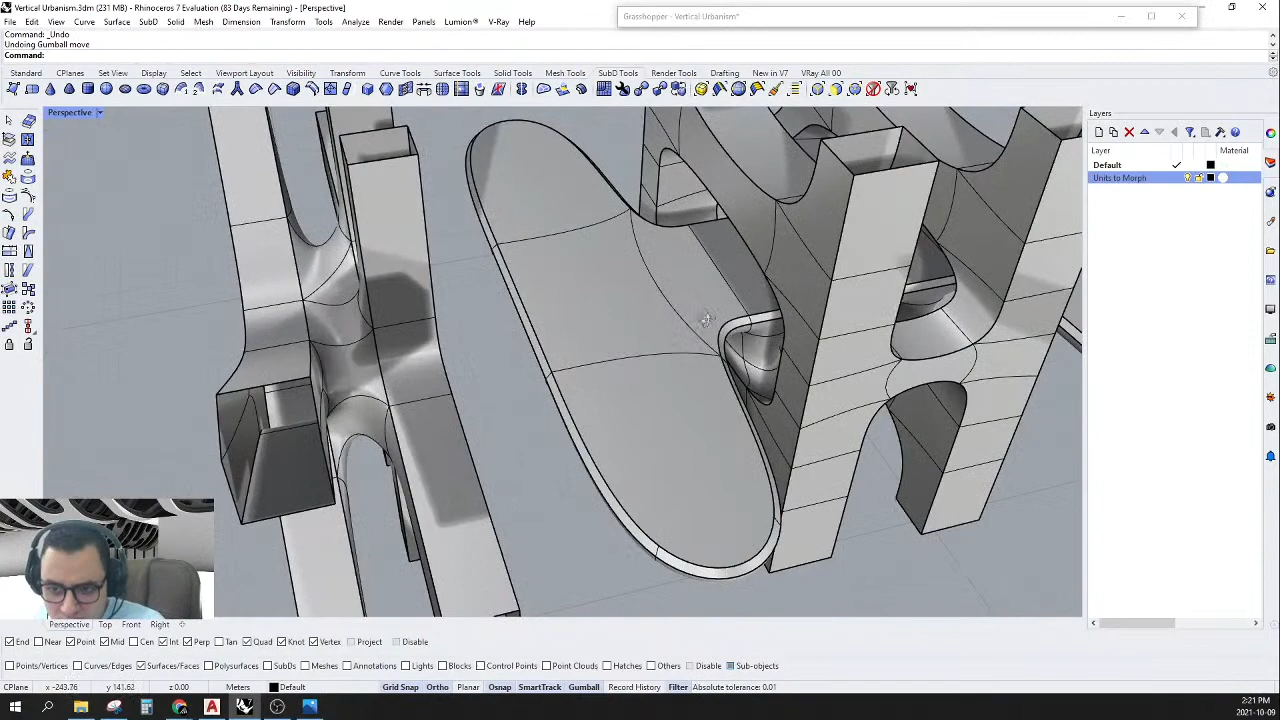 Vertical Urbanism.3dm (231 MB) - Rhinoceros 7 Evaluation (83 Days Remaining) - [Perspective]
Grasshopper - Vertical Urbanism*
File Edit View Curve Surface SubD Solid Mesh Dimension Transform Tools Analyze Render Panels Lumion® V-Ray Help
Command: _Undo
Undoing Gumball move
Command:
Standard CPlanes Set View Display Select Viewport Layout Visibility Transform Curve Tools Surface Tools Solid Tools Mesh Tools SubD Tools Render Tools Drafting New in V7 VRay All 00
Perspective
Layers
Layer Material
Default
Units to Morph
Perspective Top Front Right
End Near Point Mid Cen Int Perp Tan Quad Knot Vertex Project Disable
Points/Vertices Curves/Edges Surfaces/Faces Polysurfaces SubDs Meshes Annotations Lights Blocks Control Points Point Clouds Hatches Others Disable Sub-objects
CPlane x -243.76 y 141.63 z 0.00 Meters Default Grid Snap Ortho Planar Osnap SmartTrack Gumball Record History Filter Absolute tolerance: 0.01
2:21 PM
2021-10-09